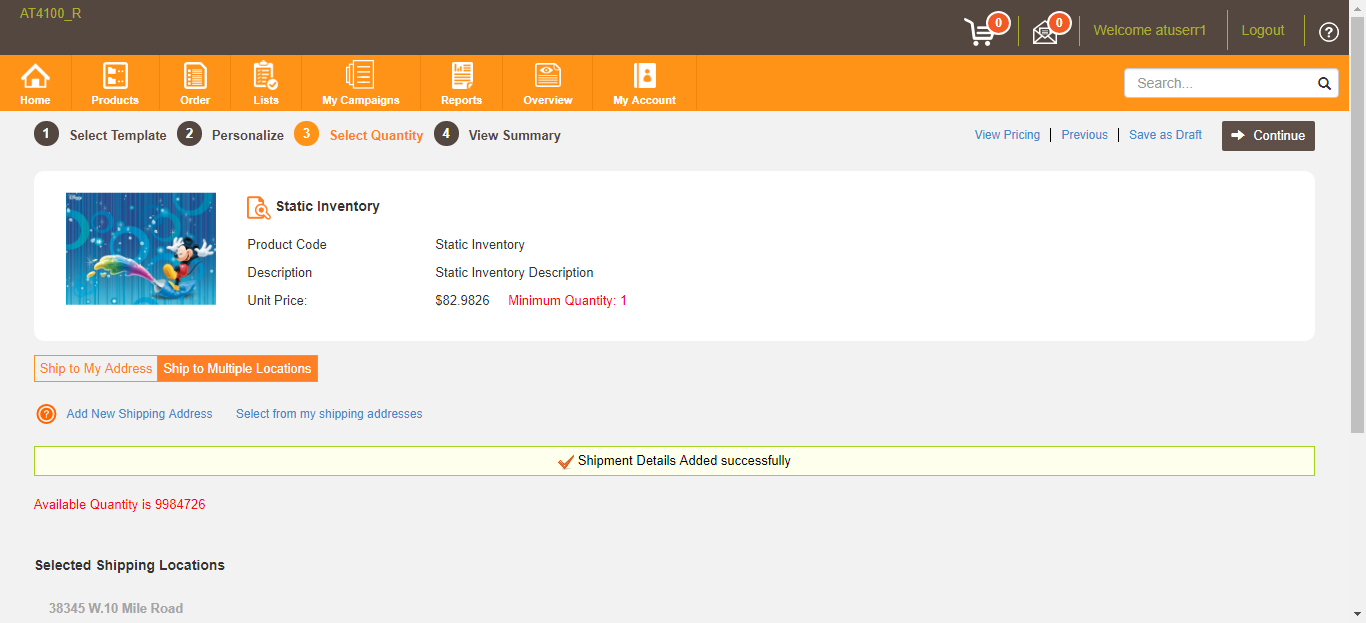 AT4100_R
0
0
Welcome atuserr1
Logout
?
Home
Products
Order
Lists
My Campaigns
Reports
Overview
My Account
Search...
1 Select Template 2 Personalize 3 Select Quantity 4 View Summary
View Pricing | Previous | Save as Draft
Continue
Disney
Static Inventory
Product Code Static Inventory
Description Static Inventory Description
Unit Price: $82.9826 Minimum Quantity: 1
Ship to My Address Ship to Multiple Locations
? Add New Shipping Address Select from my shipping addresses
Shipment Details Added successfully
Available Quantity is 9984726
Selected Shipping Locations
38345 W.10 Mile Road